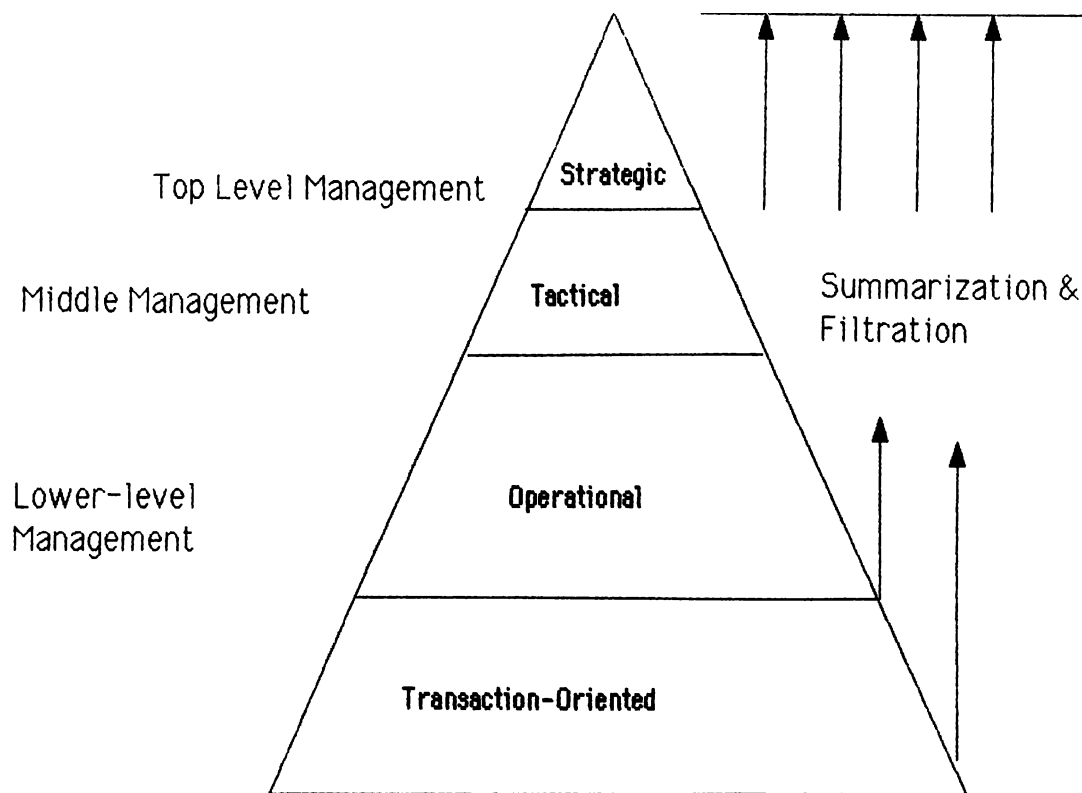 Strategic
Top Level Management
Middle Management
Tactical
Summarization &
Filtration
Lower-level
Management
Operational
Transaction-Oriented